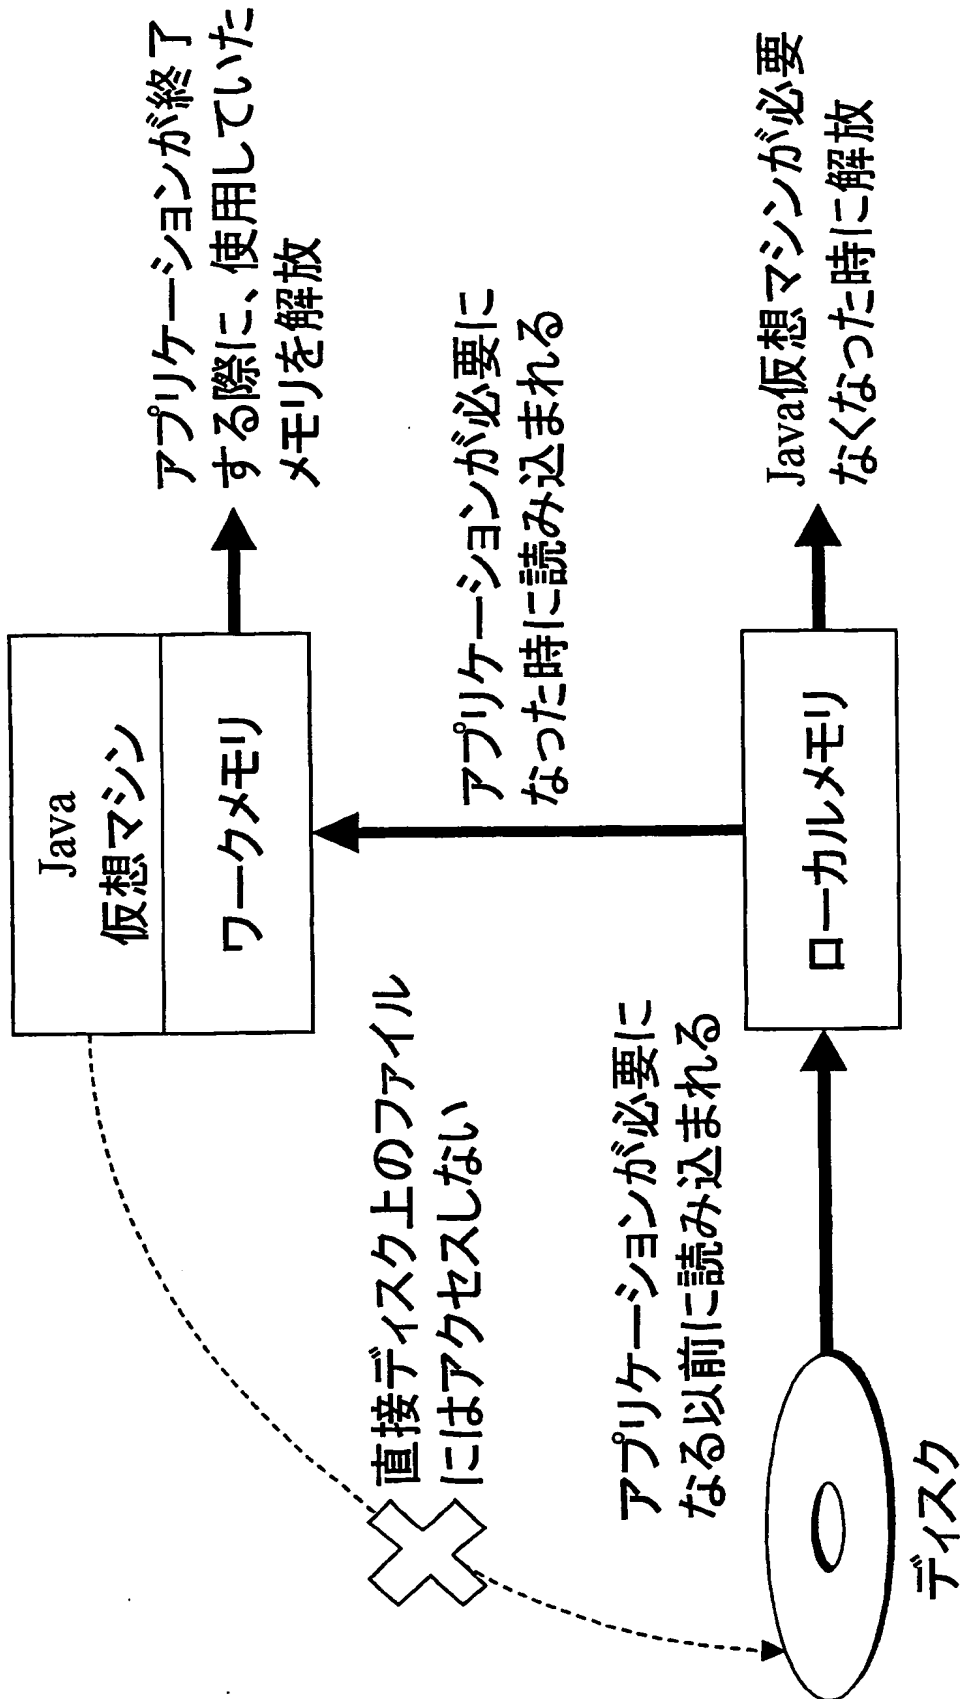 Java
仮想マシン
ワークメモリ
アプリケーションが終了
する際に、使用していた
メモリを解放
直接ディスク上のファイル
にはアクセスしない
アプリケーションが必要に
なった時に読み込まれる
アプリケーションが必要に
なる以前に読み込まれる
ローカルメモリ
Java仮想マシンが必要
なくなった時に解放
ディスク